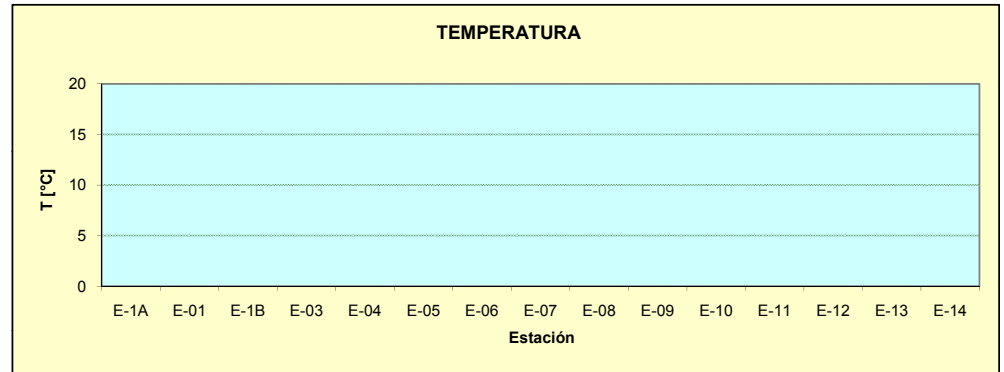 TEMPERATURA
20
15
10
5
0
T [°C]
E-1A E-01 E-1B E-03 E-04 E-05 E-06 E-07 E-08 E-09 E-10 E-11 E-12 E-13 E-14
Estación